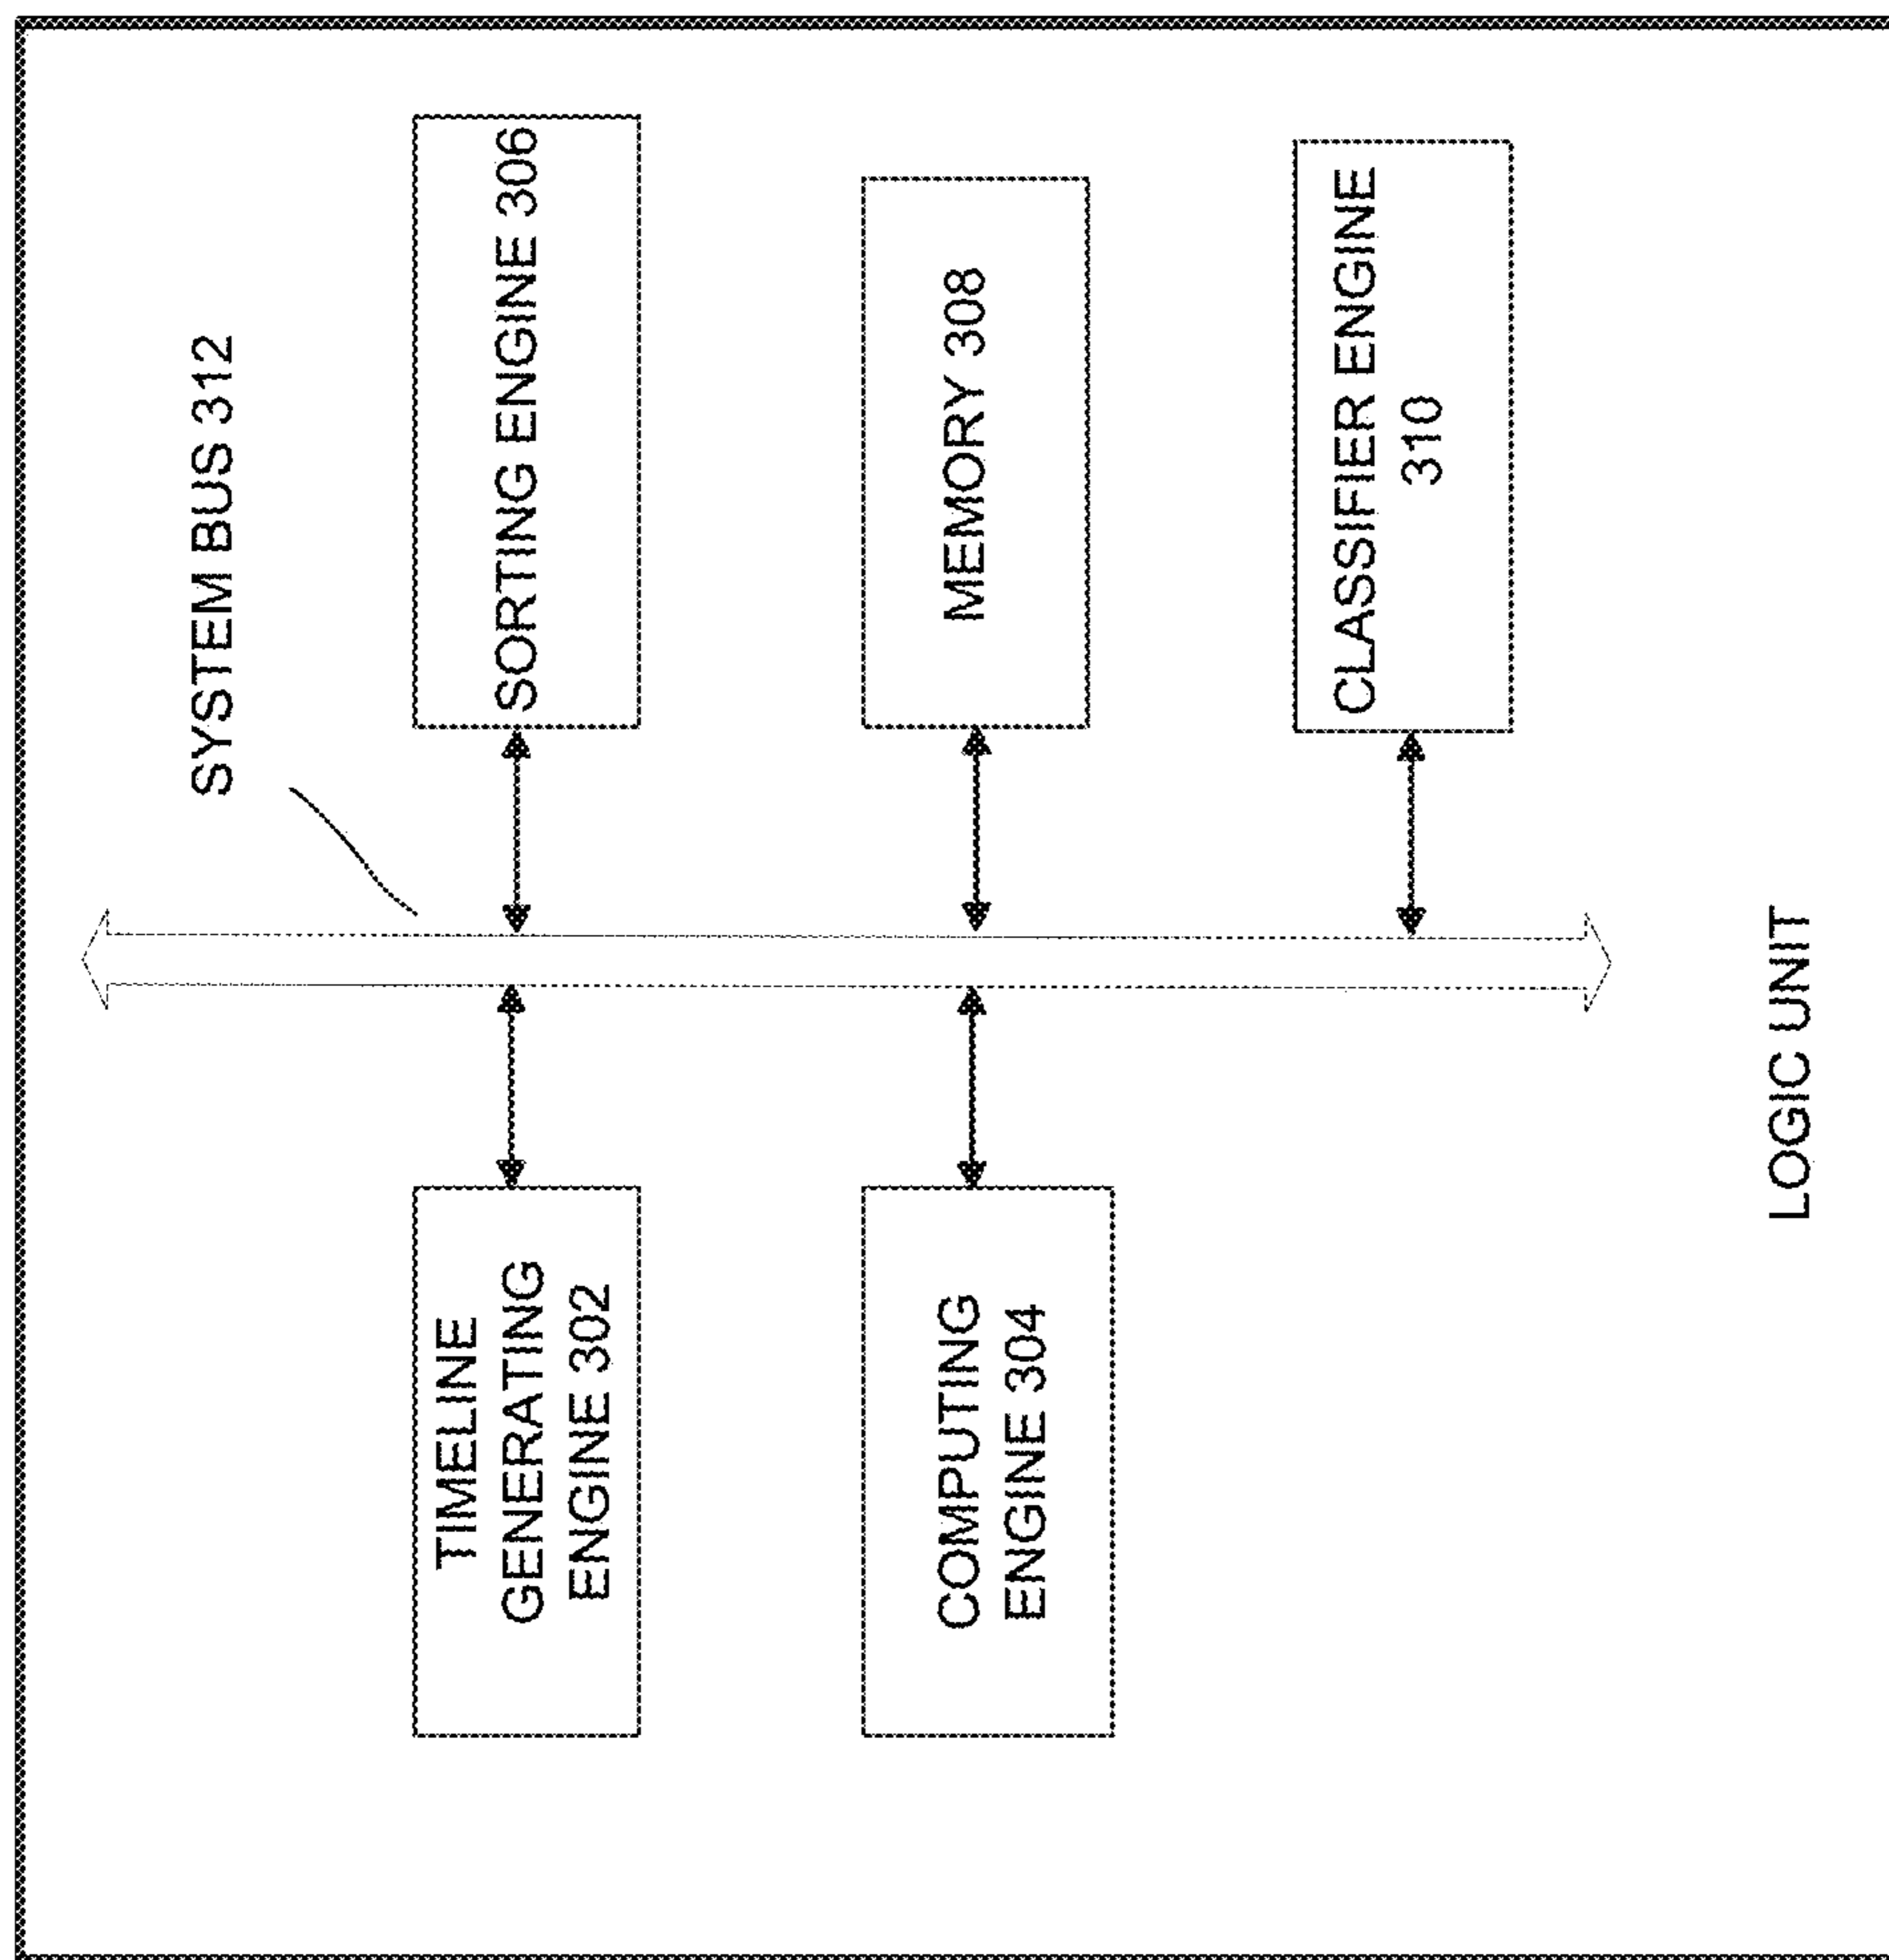 SYSTEM BUS 312
TIMELINE
GENERATING
ENGINE 302
SORTING ENGINE 306
COMPUTING
ENGINE 304
MEMORY 308
CLASSIFIER ENGINE
310
LOGIC UNIT